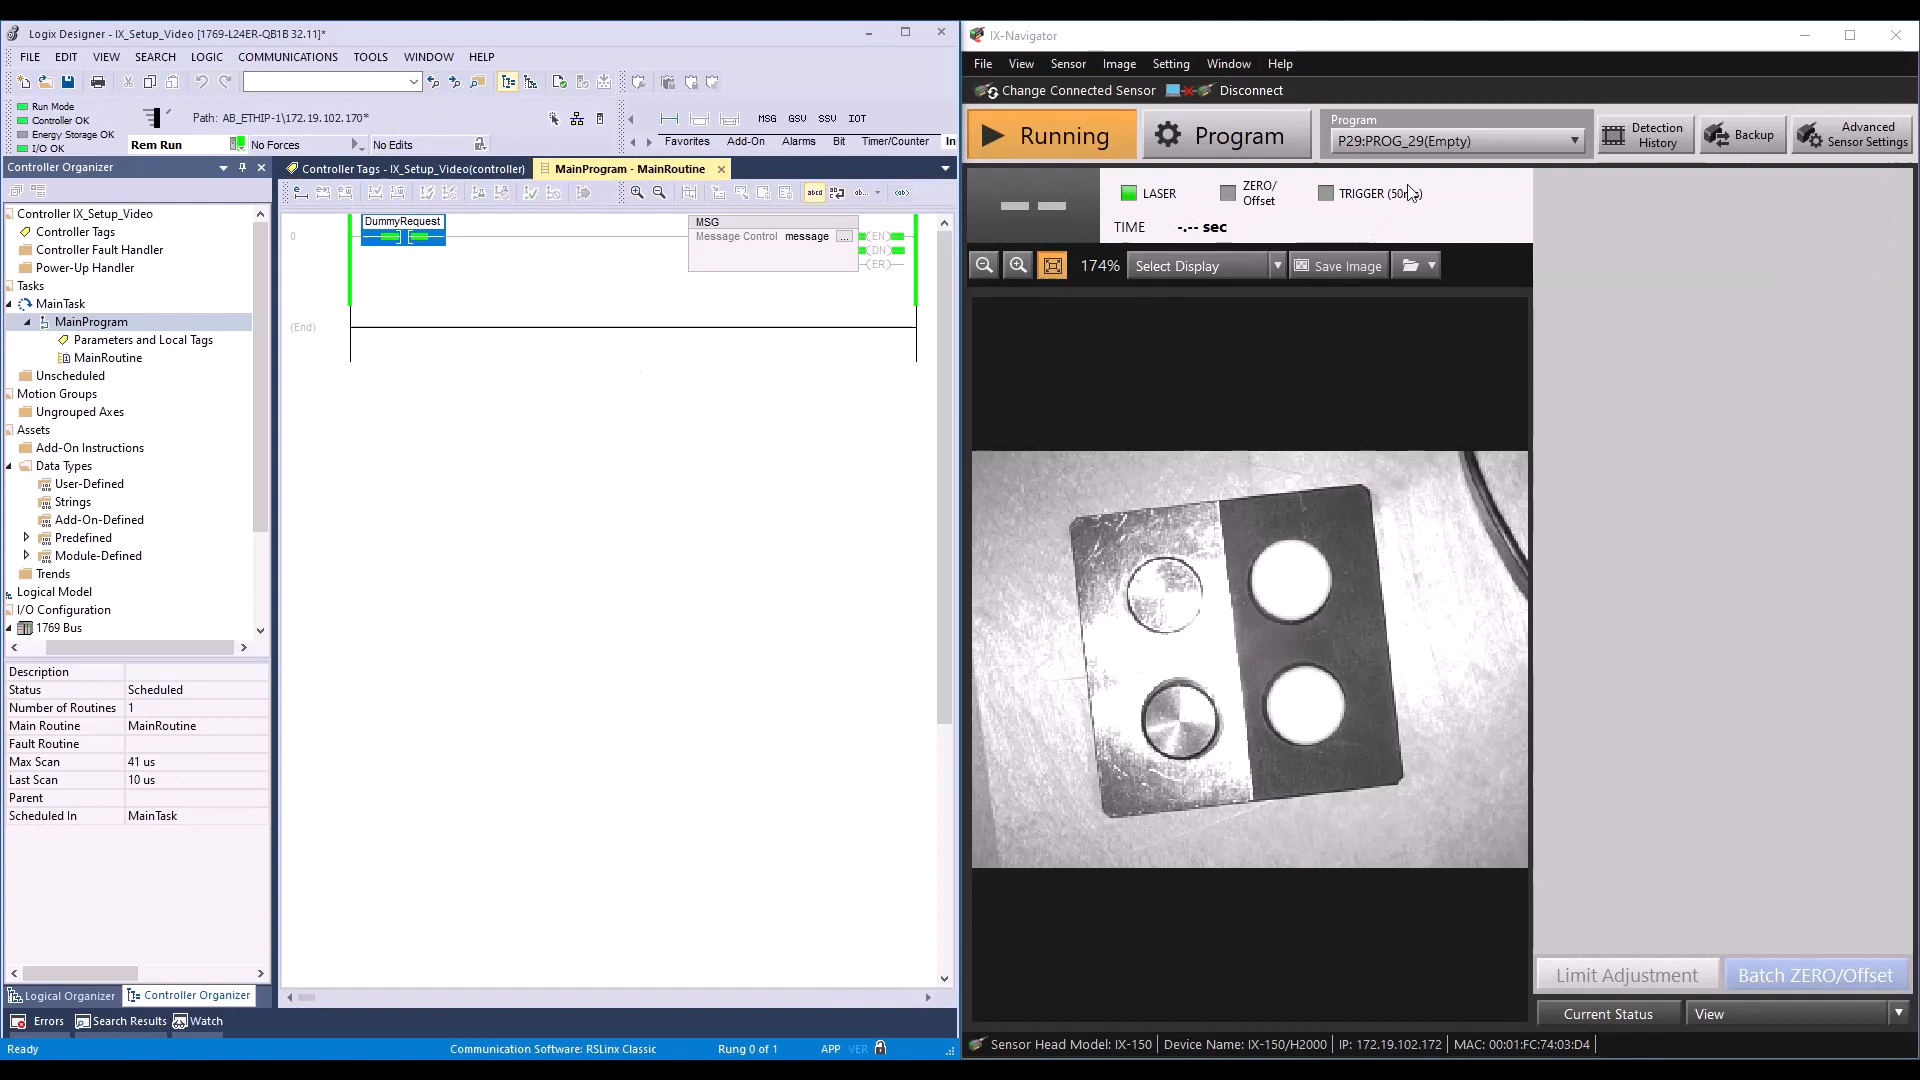 Logix Designer - IX_Setup_Video [1769-L24ER-QB1B 32.11]*
FILE EDIT VIEW SEARCH LOGIC COMMUNICATIONS TOOLS WINDOW HELP
Run Mode
Controller OK
Energy Storage OK
I/O OK
Path: AB_ETHIP-1\172.19.102.170*
Rem Run
No Forces
No Edits
MSG GSV SSV IOT
Favorites Add-On Alarms Bit Timer/Counter In
Controller Organizer
Controller Tags - IX_Setup_Video(controller)
MainProgram - MainRoutine
Controller IX_Setup_Video
Controller Tags
Controller Fault Handler
Power-Up Handler
Tasks
MainTask
MainProgram
Parameters and Local Tags
MainRoutine
Unscheduled
Motion Groups
Ungrouped Axes
Assets
Add-On Instructions
Data Types
User-Defined
Strings
Add-On-Defined
Predefined
Module-Defined
Trends
Logical Model
I/O Configuration
1769 Bus
Description
Status Scheduled
Number of Routines 1
Main Routine MainRoutine
Fault Routine
Max Scan 41 us
Last Scan 10 us
Parent
Scheduled In MainTask
Logical Organizer Controller Organizer
Errors Search Results Watch
Ready
Communication Software: RSLinx Classic
Rung 0 of 1
APP VER
0
DummyRequest
MSG
Message Control message ...
(EN)
(DN)
(ER)
(End)
IX-Navigator
File View Sensor Image Setting Window Help
Change Connected Sensor Disconnect
Running
Program
Program
P29:PROG_29(Empty)
Detection History
Backup
Advanced Sensor Settings
LASER
ZERO/ Offset
-.-- sec
TIME
174%
Select Display
Save Image
Limit Adjustment
Batch ZERO/Offset
Current Status
View
Sensor Head Model: IX-150 Device Name: IX-150/H2000 IP: 172.19.102.172 MAC: 00:01:FC:74:03:D4